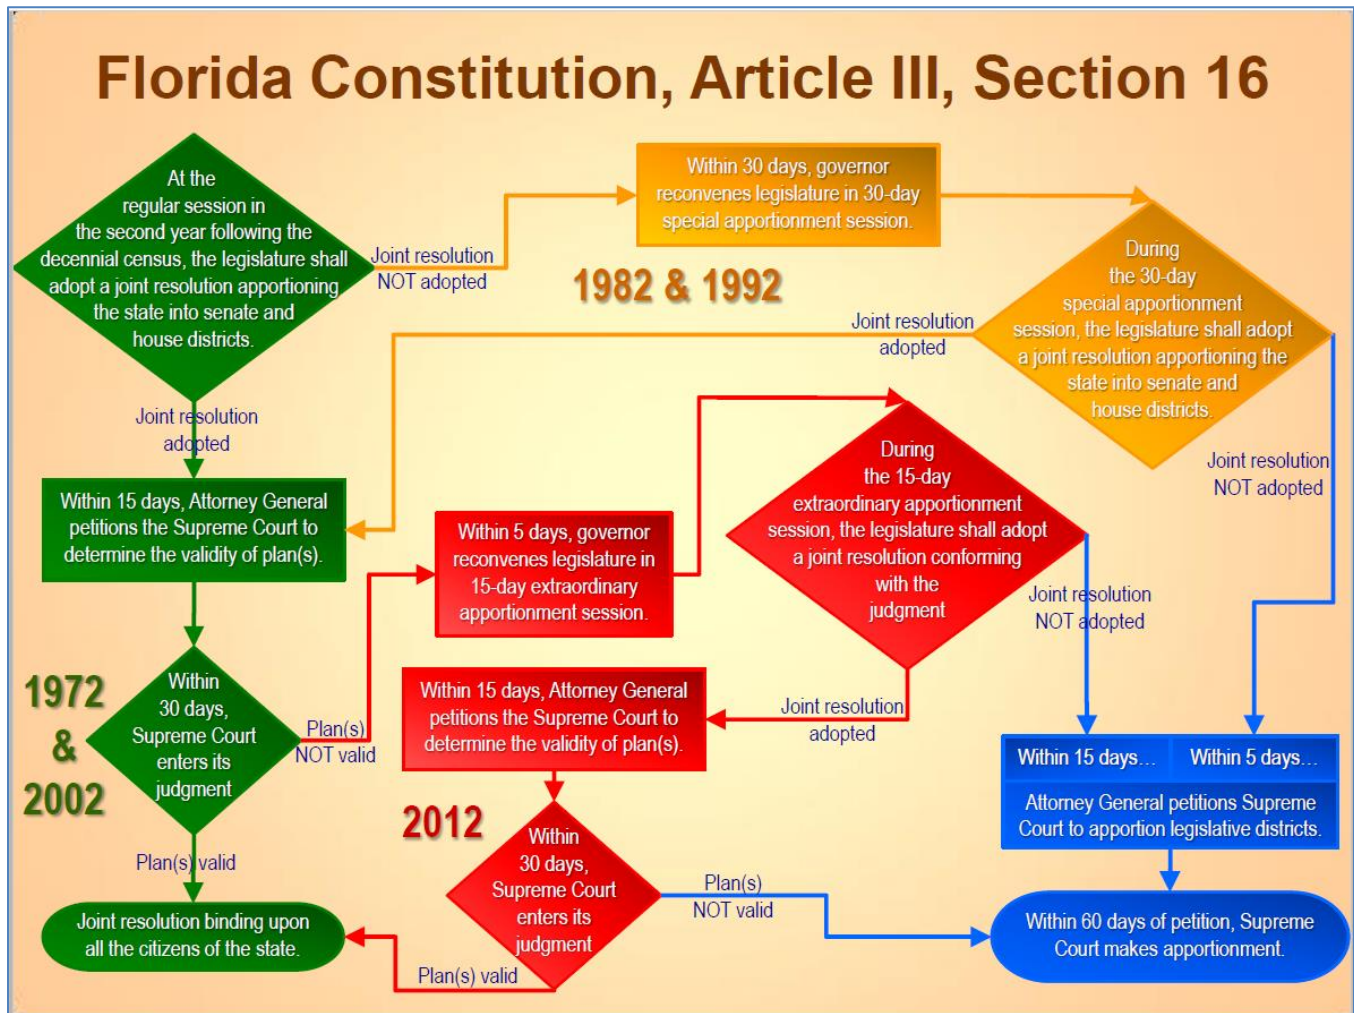 Florida Constitution, Article III, Section 16
At the
regular session in
the second year following the
decennial census, the legislature shall
adopt a joint resolution apportioning
the state into senate and
house districts.
Joint resolution
NOT adopted
Within 30 days, governor
reconvenes legislature in 30-day
special apportionment session.
1982 & 1992
During
the 30-day
special apportionment
session, the legislature shall adopt
a joint resolution apportioning the
state into senate and
house districts.
Joint resolution
adopted
Joint resolution
NOT adopted
Joint resolution
adopted
Within 15 days, Attorney General
petitions the Supreme Court to
determine the validity of plan(s).
Within 5 days, governor
reconvenes legislature in
15-day extraordinary
apportionment session.
During
the 15-day
extraordinary apportionment
session, the legislature shall adopt
a joint resolution conforming
with the
judgment
Joint resolution
NOT adopted
1972
&
2002
Within
30 days,
Supreme Court
enters its
judgment
Plan(s)
NOT valid
Within 15 days, Attorney General
petitions the Supreme Court to
determine the validity of plan(s).
Joint resolution
adopted
Within 15 days…
Within 5 days…
Attorney General petitions Supreme
Court to apportion legislative districts.
2012
Within
30 days,
Supreme Court
enters its
judgment
Plan(s)
NOT valid
Plan(s) valid
Joint resolution binding upon
all the citizens of the state.
Plan(s) valid
Within 60 days of petition, Supreme
Court makes apportionment.